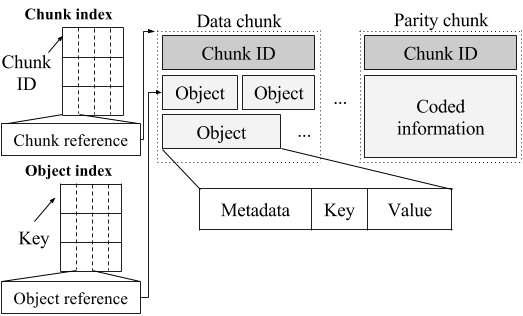 Chunk index
Chunk
ID
Chunk reference
Object index
Key
Object reference
Data chunk
Chunk ID
Object
Object
Object
...
...
Parity chunk
Chunk ID
Coded
information
Metadata
Key
Value